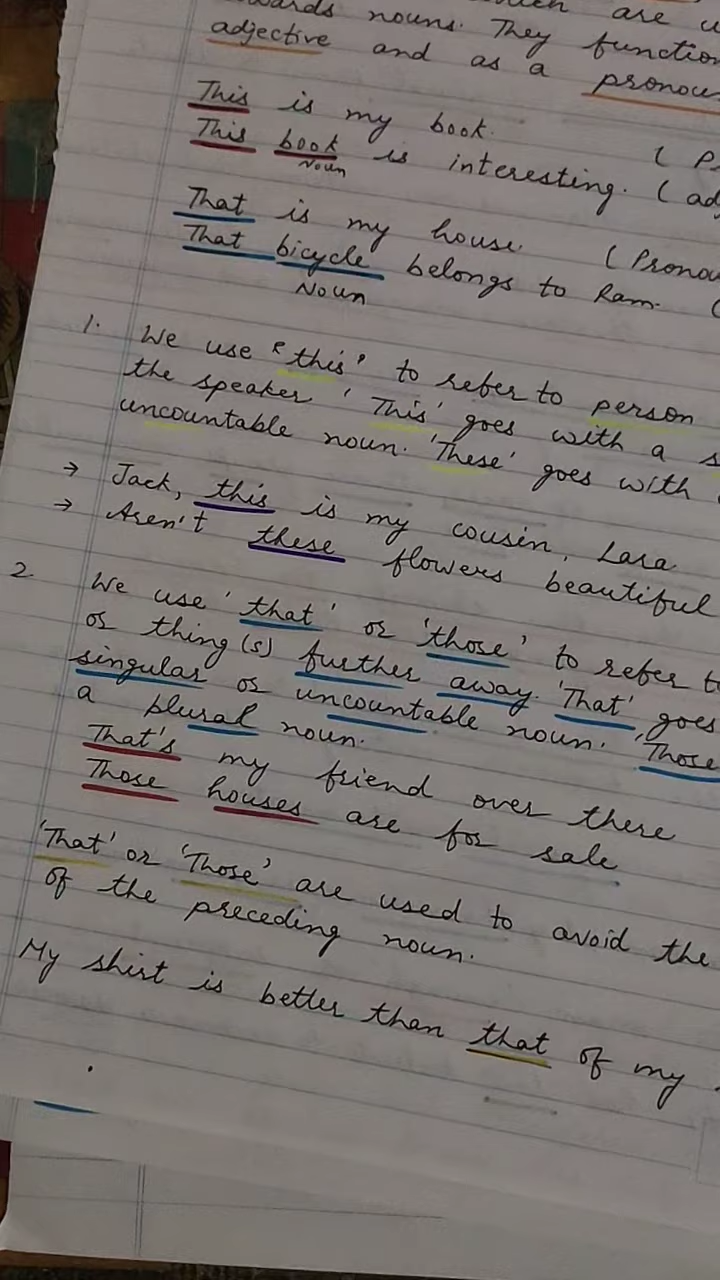 nouns. They function
adjective and as a
This is my book.
This book is interesting.
Noun
That is my house. (
That bicycle belongs to Ram. (
Noun
1. We use "this" to refer to person
the speaker 'This' goes with a
uncountable noun. 'These' goes with
→ Jack, this is my cousin, Lara
→ Aren't these flowers beautiful
2 We use 'that' or 'those' to refer
or thing(s) further away. 'That', goes
singular or uncountable noun. 'Those
a plural noun.
That's my friend over there
Those houses are for sale
'That' or 'Those' are used to avoid the
of the preceding noun.
My shirt is better than that of my